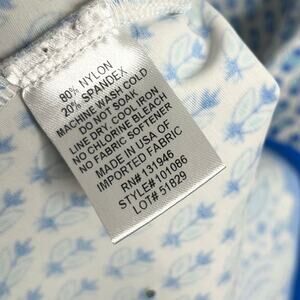 80% NYLON
20% SPANDEX
MACHINE WASH COLD
DO NOT SOAK
LINE DRY COOL IRON
NO CHLORINE BLEACH
NO FABRIC SOFTENER
MADE IN USA OF
IMPORTED FABRIC
RN# 131946
STYLE#101086
LOT# 51829